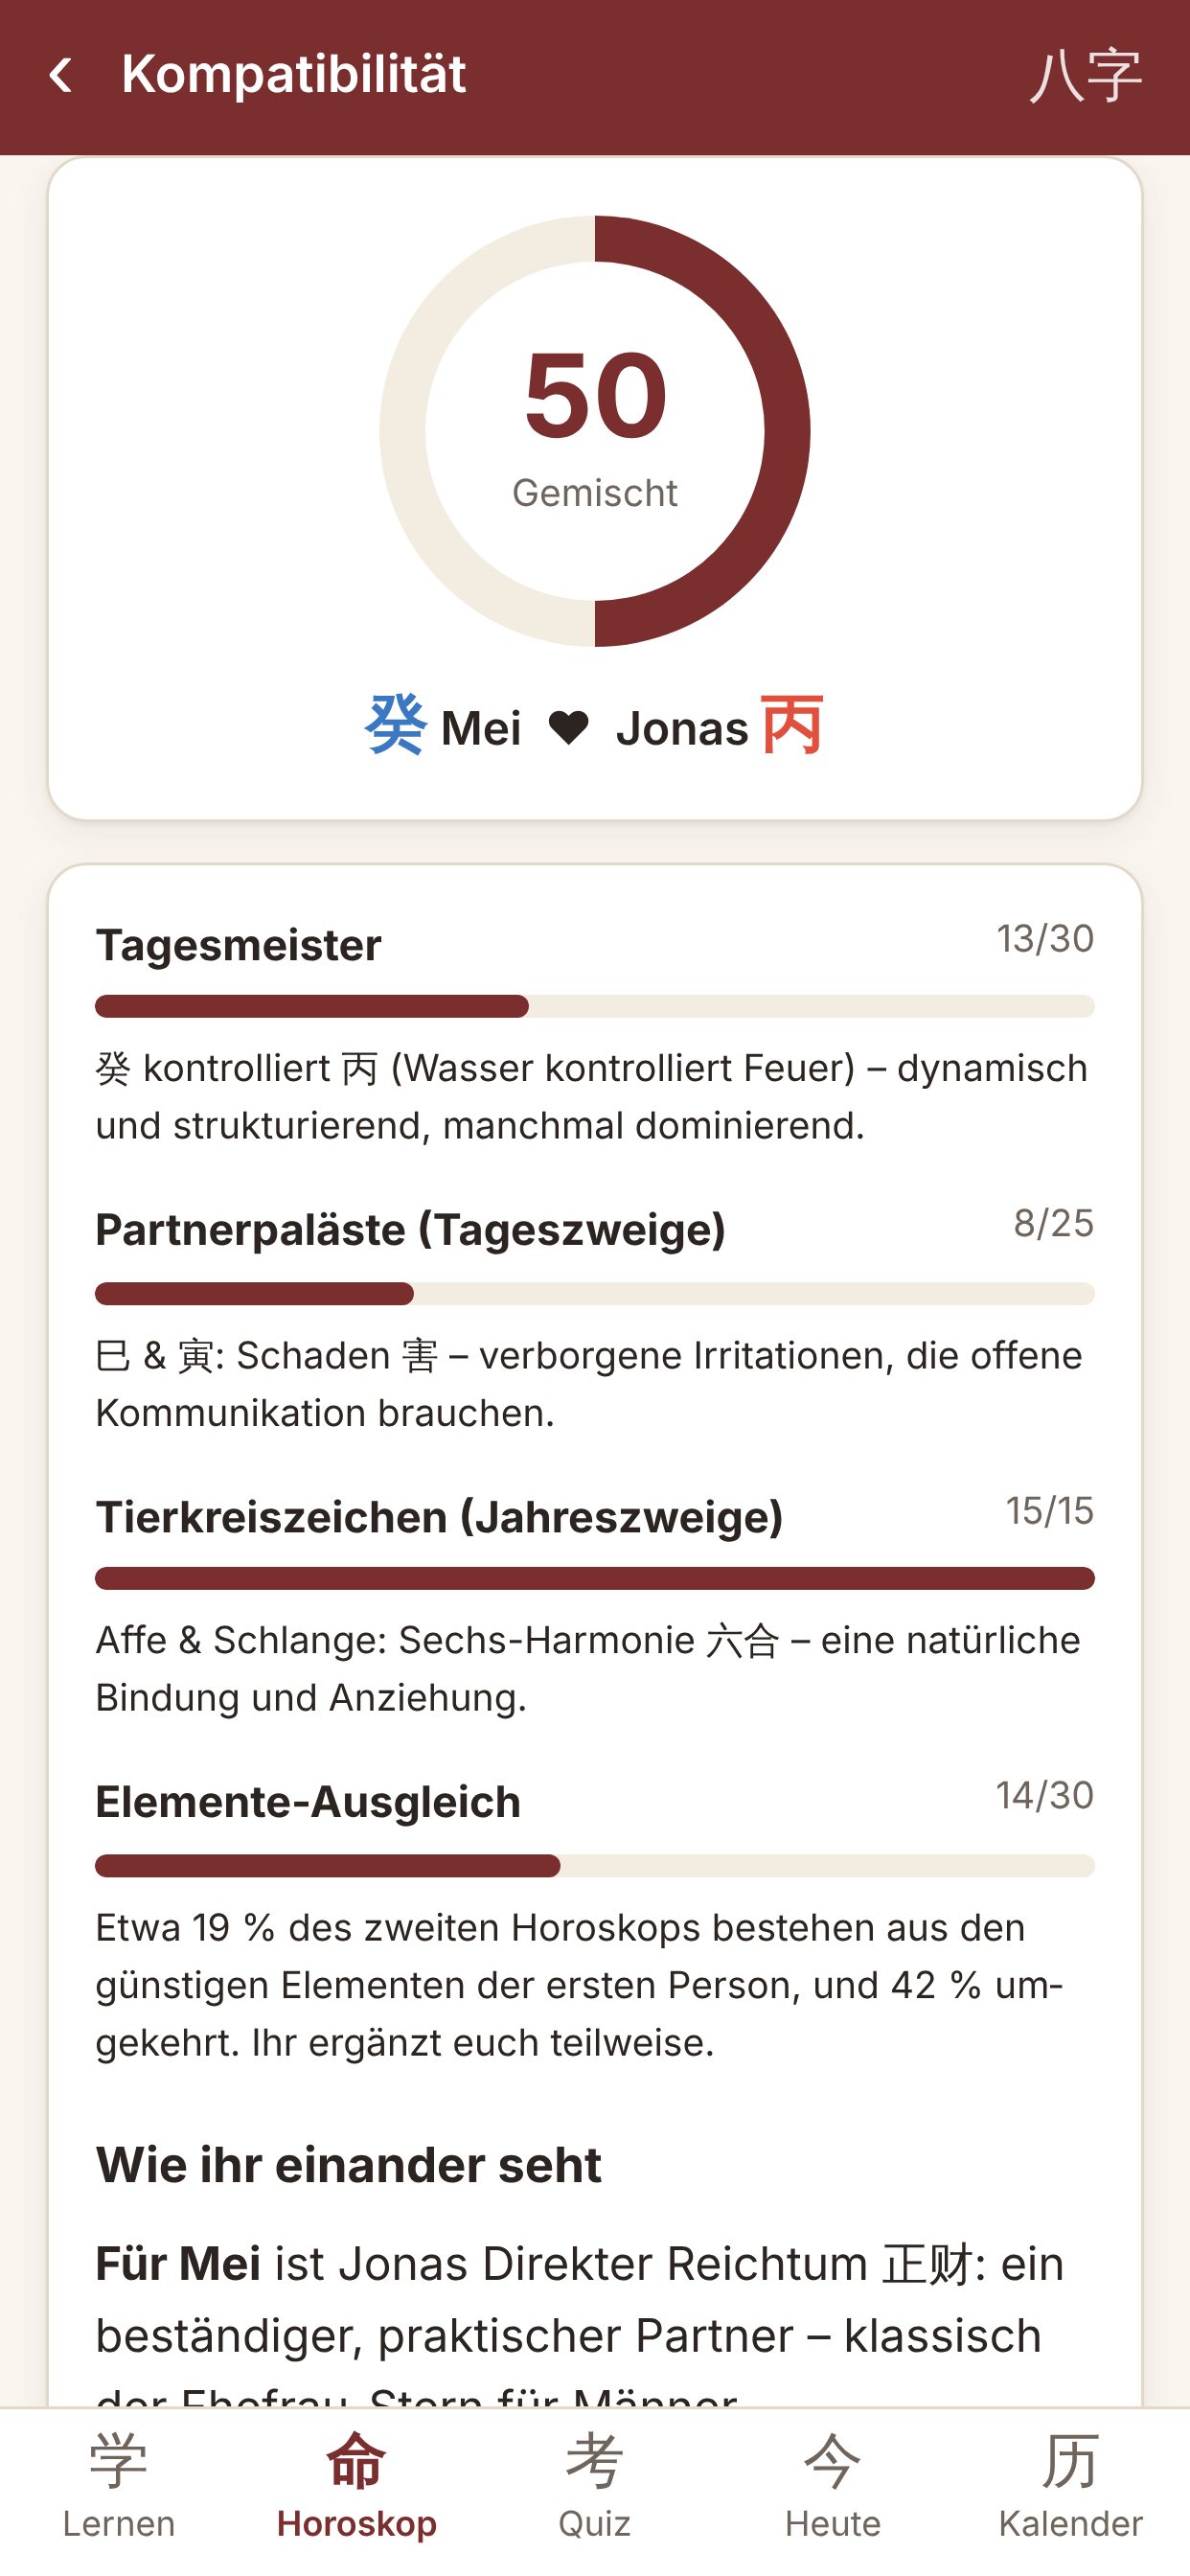 Kompatibilität
八字
50
Gemischt
癸 Mei ♥ Jonas 丙
Tagesmeister 13/30
癸 kontrolliert 丙 (Wasser kontrolliert Feuer) – dynamisch
und strukturierend, manchmal dominierend.
Partnerpaläste (Tageszweige) 8/25
巳 & 寅: Schaden 害 – verborgene Irritationen, die offene
Kommunikation brauchen.
Tierkreiszeichen (Jahreszweige) 15/15
Affe & Schlange: Sechs-Harmonie 六合 – eine natürliche
Bindung und Anziehung.
Elemente-Ausgleich 14/30
Etwa 19 % des zweiten Horoskops bestehen aus den
günstigen Elementen der ersten Person, und 42 % um-
gekehrt. Ihr ergänzt euch teilweise.
Wie ihr einander seht
Für Mei ist Jonas Direkter Reichtum 正财: ein
beständiger, praktischer Partner – klassisch
der Ehefrau-Stern für Männer
学 命 考 今 历
Lernen Horoskop Quiz Heute Kalender